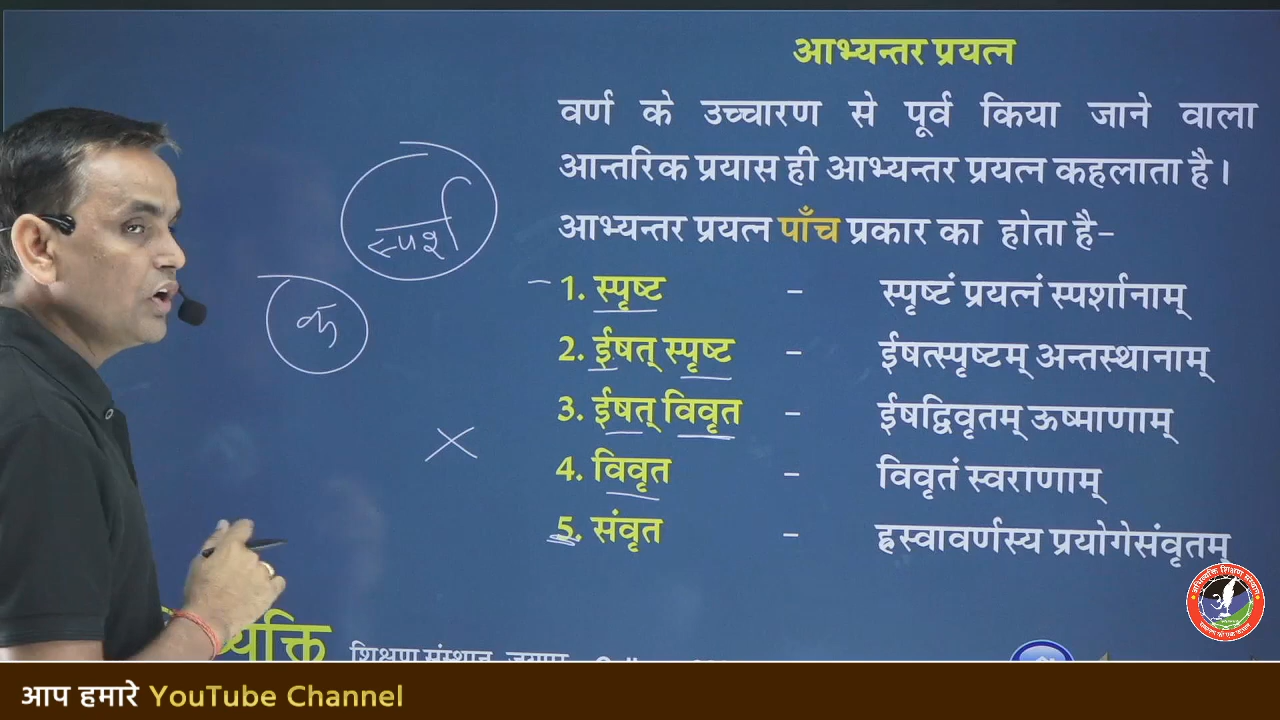 आभ्यन्तर प्रयत्न
वर्ण के उच्चारण से पूर्व किया जाने वाला
आन्तरिक प्रयास ही आभ्यन्तर प्रयत्न कहलाता है।
आभ्यन्तर प्रयत्न पाँच प्रकार का होता है-
1. स्पृष्ट - स्पृष्टं प्रयत्नं स्पर्शानाम्
2. ईषत् स्पृष्ट - ईषत्स्पृष्टम् अन्तस्थानाम्
3. ईषत् विवृत - ईषद्विवृतम् ऊष्माणाम्
4. विवृत - विवृतं स्वराणाम्
5. संवृत - ह्रस्वावर्णस्य प्रयोगेसंवृतम्
स्पर्श
क
शिक्षण संस्थान
आप हमारे YouTube Channel